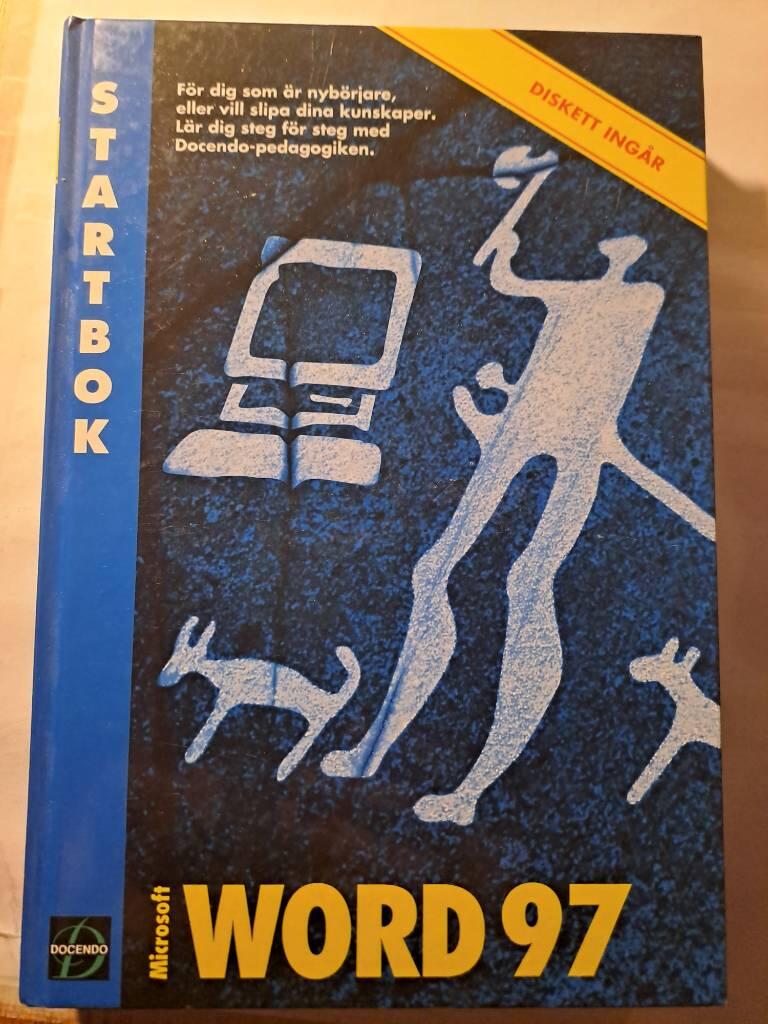 STARTBOK
För dig som är nybörjare,
eller vill slipa dina kunskaper.
Lär dig steg för steg med
Docendo-pedagogiken.
DISKETT INGÅR
Microsoft
WORD 97
DOCENDO